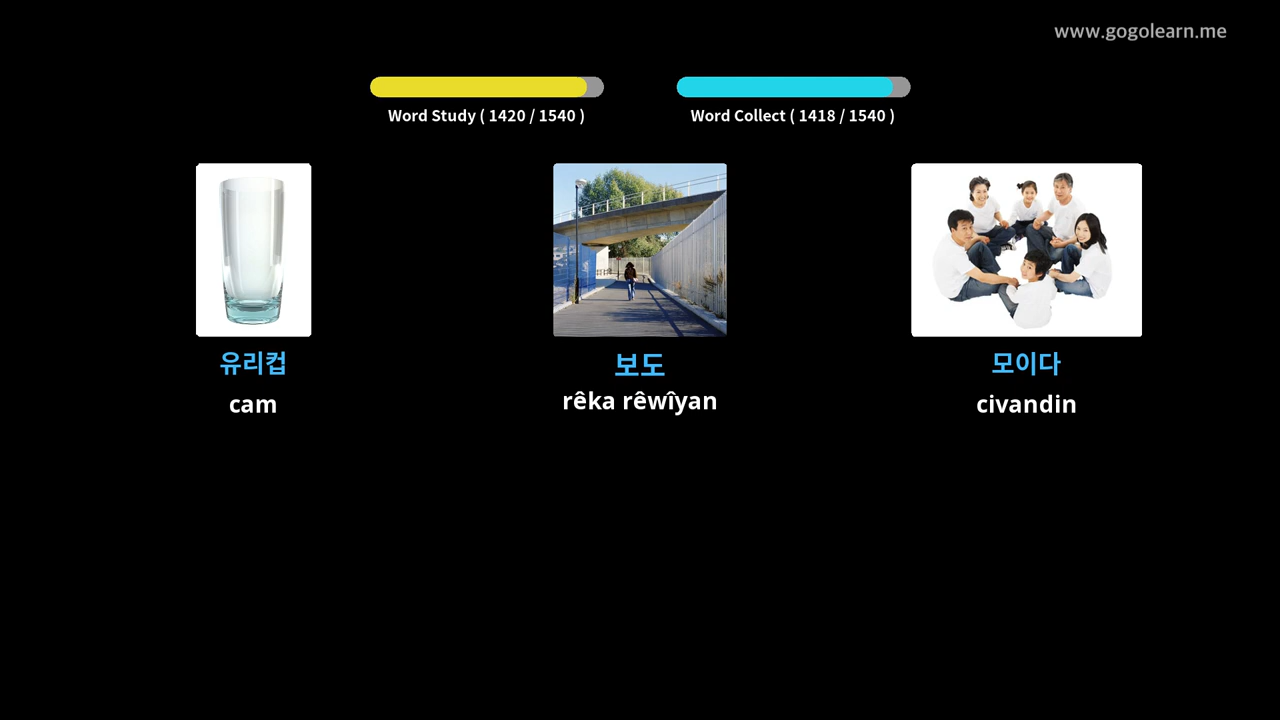 www.gogolearn.me
Word Study ( 1420 / 1540 )
Word Collect ( 1418 / 1540 )
유리컵
보도
모이다
cam
rêka rêwîyan
civandin